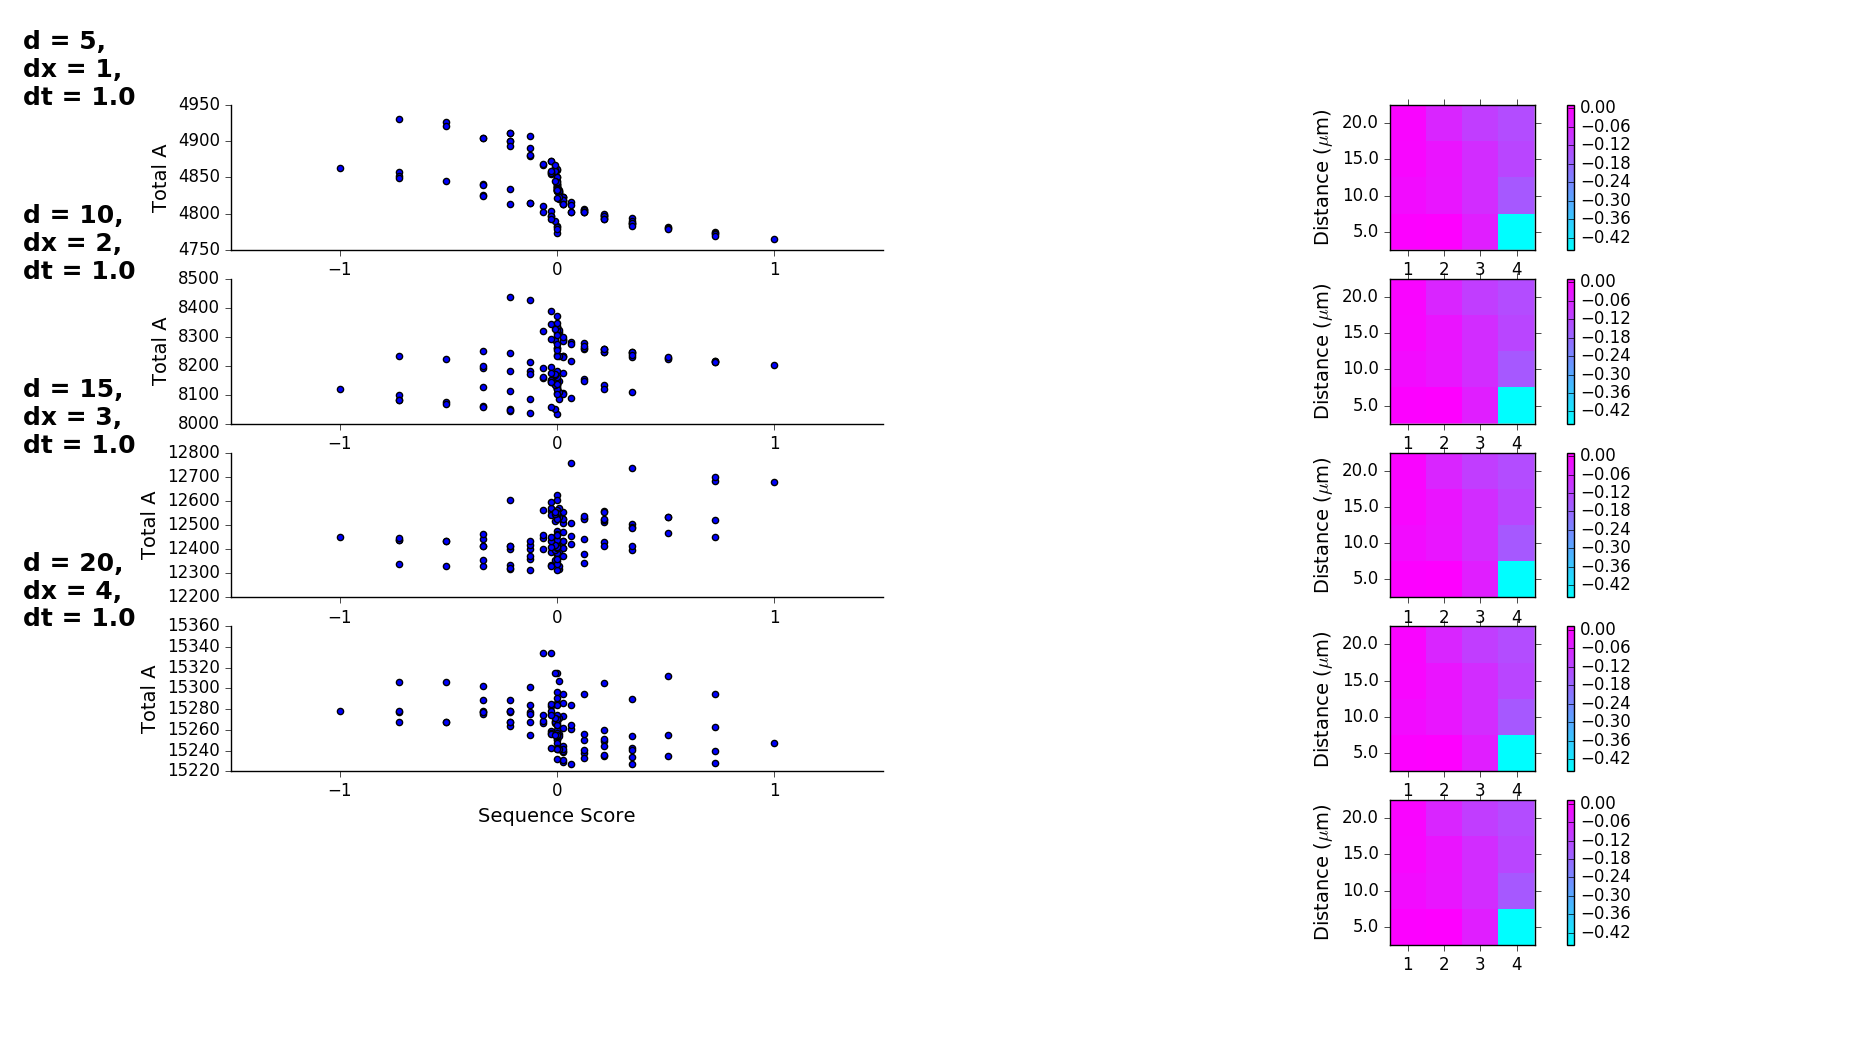 d = 5,
dx = 1,
dt = 1.0
4950
4900
4850
4800
4750
Total A
−1 0 1
d = 10,
dx = 2,
dt = 1.0
8500
8400
8300
8200
8100
8000
Total A
−1 0 1
d = 15,
dx = 3,
dt = 1.0
12800
12700
12600
12500
12400
12300
12200
Total A
−1 0 1
d = 20,
dx = 4,
dt = 1.0
15360
15340
15320
15300
15280
15260
15240
15220
Total A
−1 0 1
Sequence Score
Distance (μm)
20.0
15.0
10.0
5.0
1 2 3 4
0.00
−0.06
−0.12
−0.18
−0.24
−0.30
−0.36
−0.42
Distance (μm)
20.0
15.0
10.0
5.0
1 2 3 4
0.00
−0.06
−0.12
−0.18
−0.24
−0.30
−0.36
−0.42
Distance (μm)
20.0
15.0
10.0
5.0
1 2 3 4
0.00
−0.06
−0.12
−0.18
−0.24
−0.30
−0.36
−0.42
Distance (μm)
20.0
15.0
10.0
5.0
1 2 3 4
0.00
−0.06
−0.12
−0.18
−0.24
−0.30
−0.36
−0.42
Distance (μm)
20.0
15.0
10.0
5.0
1 2 3 4
0.00
−0.06
−0.12
−0.18
−0.24
−0.30
−0.36
−0.42